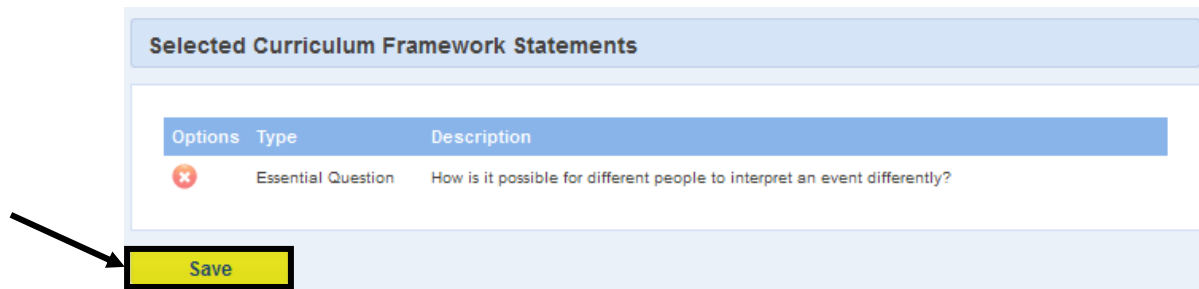 Selected Curriculum Framework Statements
Options Type Description
Essential Question How is it possible for different people to interpret an event differently?
Save